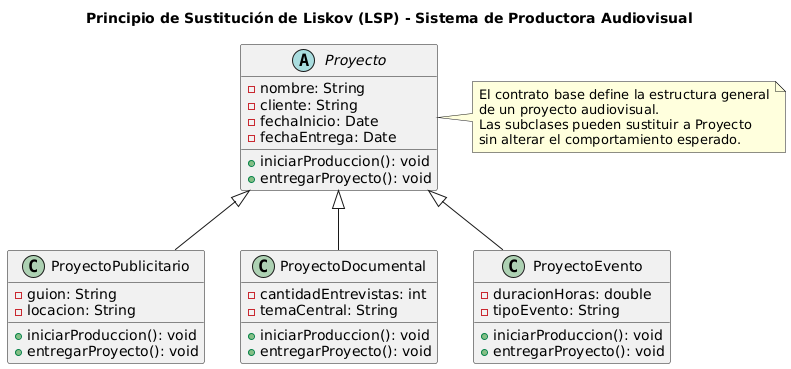 Principio de Sustitución de Liskov (LSP) - Sistema de Productora Audiovisual
A Proyecto
nombre: String
cliente: String
fechaInicio: Date
fechaEntrega: Date
iniciarProduccion(): void
entregarProyecto(): void
El contrato base define la estructura general
de un proyecto audiovisual.
Las subclases pueden sustituir a Proyecto
sin alterar el comportamiento esperado.
C ProyectoPublicitario
guion: String
locacion: String
iniciarProduccion(): void
entregarProyecto(): void
C ProyectoDocumental
cantidadEntrevistas: int
temaCentral: String
iniciarProduccion(): void
entregarProyecto(): void
C ProyectoEvento
duracionHoras: double
tipoEvento: String
iniciarProduccion(): void
entregarProyecto(): void